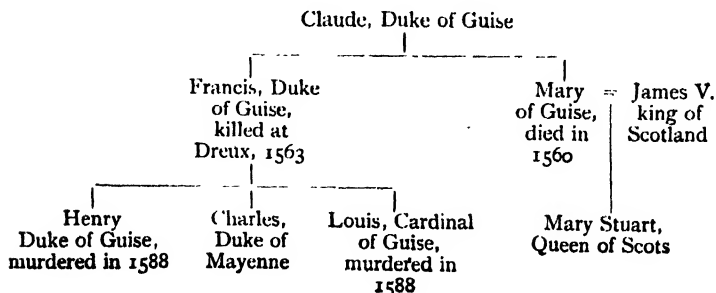 Claude, Duke of Guise
Francis, Duke
of Guise,
killed at
Dreux, 1563
Mary
of Guise,
died in
1560
=
James V.
king of
Scotland
Henry
Duke of Guise,
murdered in 1588
Charles,
Duke of
Mayenne
Louis, Cardinal
of Guise,
murdered in
1588
Mary Stuart,
Queen of Scots